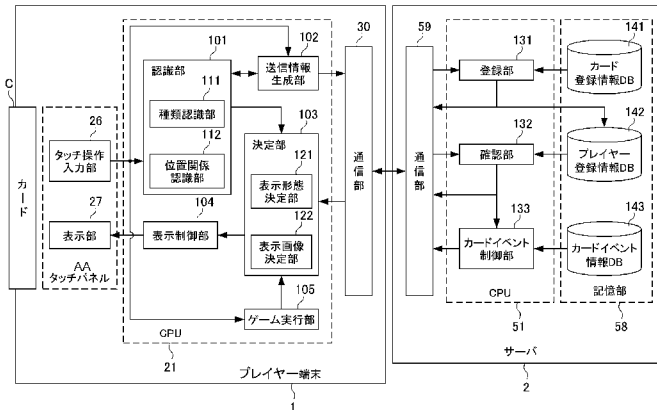 C
カード
26
タッチ操作
入力部
27
表示部
AA
タッチパネル
101
認識部
111
種類認識部
112
位置関係
認識部
102
送信情報
生成部
103
決定部
121
表示形態
決定部
122
表示画像
決定部
104
表示制御部
105
ゲーム実行部
CPU
21
30
通信部
プレイヤー端末
1
59
通信部
131
登録部
132
確認部
133
カードイベント
制御部
CPU
51
141
カード
登録情報DB
142
プレイヤー
登録情報DB
143
カードイベント
情報DB
記憶部
58
サーバ
2